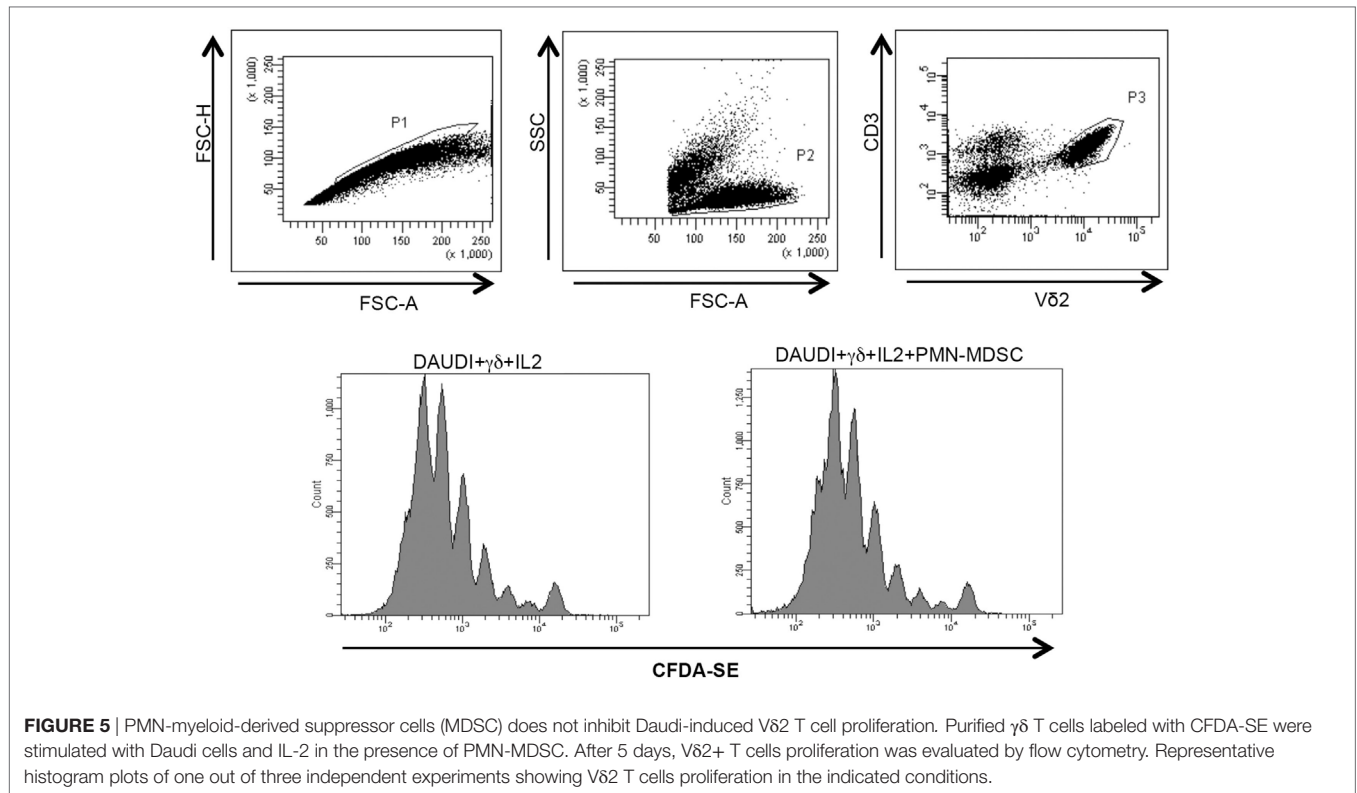 FSC-H
(x 1,000)
50 100 150 200 250
P1
50 100 150 200 250
(x 1,000)
FSC-A
SSC
(x 1,000)
50 100 150 200 250
P2
50 100 150 200 250
(x 1,000)
FSC-A
CD3
10^2 10^3 10^4 10^5
P3
10^2 10^3 10^4 10^5
Vδ2
DAUDI+γδ+IL2
Count
0 250 500 750 1,000
10^2 10^3 10^4 10^5
DAUDI+γδ+IL2+PMN-MDSC
Count
0 250 500 750 1,000 1,250
10^2 10^3 10^4 10^5
CFDA-SE
FIGURE 5 | PMN-myeloid-derived suppressor cells (MDSC) does not inhibit Daudi-induced Vδ2 T cell proliferation. Purified γδ T cells labeled with CFDA-SE were
stimulated with Daudi cells and IL-2 in the presence of PMN-MDSC. After 5 days, Vδ2+ T cells proliferation was evaluated by flow cytometry. Representative
histogram plots of one out of three independent experiments showing Vδ2 T cells proliferation in the indicated conditions.